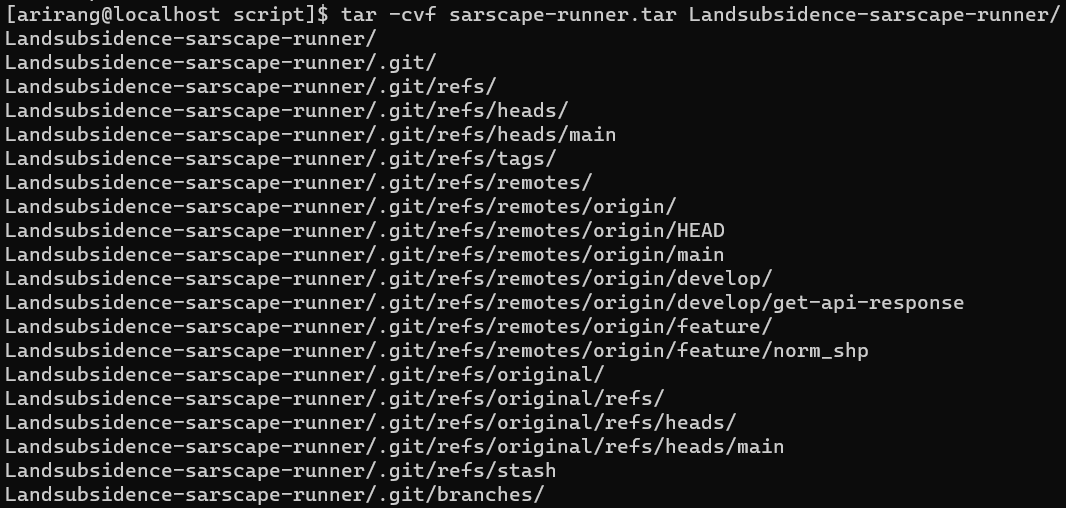 [arirang@localhost script]$ tar -cvf sarscape-runner.tar Landsubsidence-sarscape-runner/
Landsubsidence-sarscape-runner/
Landsubsidence-sarscape-runner/.git/
Landsubsidence-sarscape-runner/.git/refs/
Landsubsidence-sarscape-runner/.git/refs/heads/
Landsubsidence-sarscape-runner/.git/refs/heads/main
Landsubsidence-sarscape-runner/.git/refs/tags/
Landsubsidence-sarscape-runner/.git/refs/remotes/
Landsubsidence-sarscape-runner/.git/refs/remotes/origin/
Landsubsidence-sarscape-runner/.git/refs/remotes/origin/HEAD
Landsubsidence-sarscape-runner/.git/refs/remotes/origin/main
Landsubsidence-sarscape-runner/.git/refs/remotes/origin/develop/
Landsubsidence-sarscape-runner/.git/refs/remotes/origin/develop/get-api-response
Landsubsidence-sarscape-runner/.git/refs/remotes/origin/feature/
Landsubsidence-sarscape-runner/.git/refs/remotes/origin/feature/norm_shp
Landsubsidence-sarscape-runner/.git/refs/original/
Landsubsidence-sarscape-runner/.git/refs/original/refs/
Landsubsidence-sarscape-runner/.git/refs/original/refs/heads/
Landsubsidence-sarscape-runner/.git/refs/original/refs/heads/main
Landsubsidence-sarscape-runner/.git/refs/stash
Landsubsidence-sarscape-runner/.git/branches/